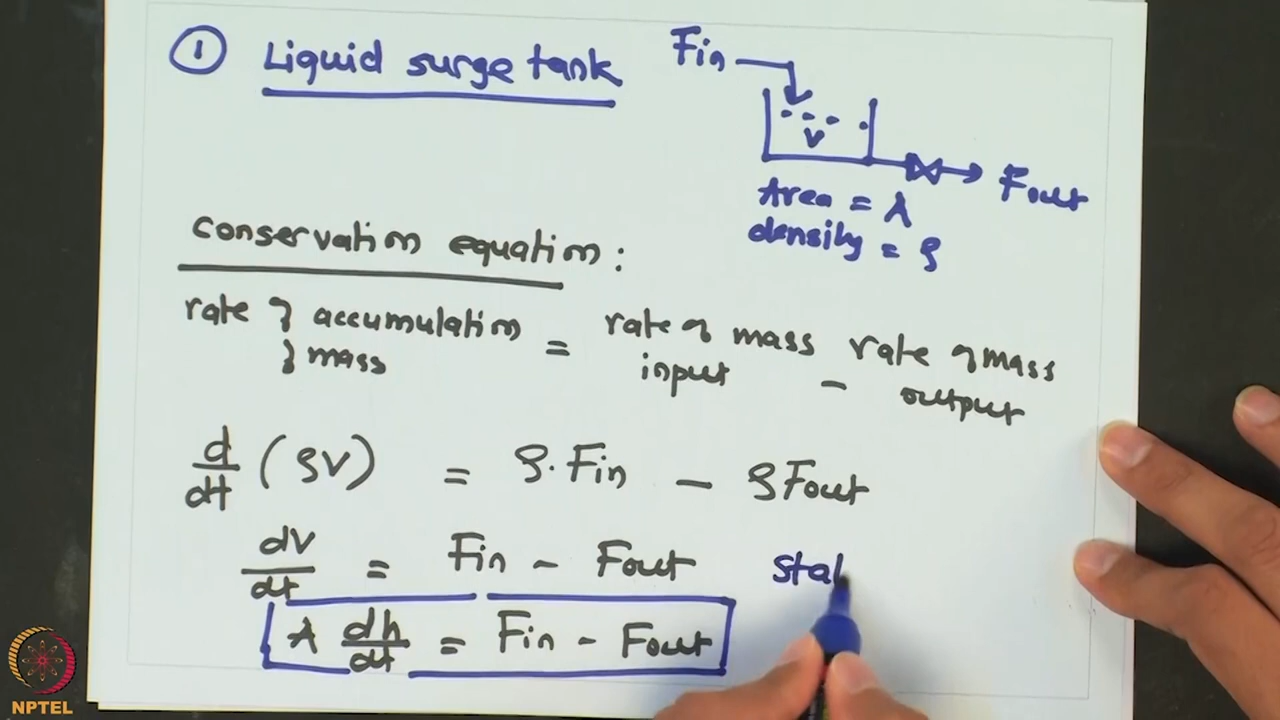 ① Liquid surge tank
Fin
V
Fout
Area = A
density = ρ
conservation equation:
rate of accumulation of mass = rate of mass input - rate of mass output
d/dt (ρV) = ρ.Fin - ρFout
dV/dt = Fin - Fout
Stal
A dh/dt = Fin - Fout
NPTEL